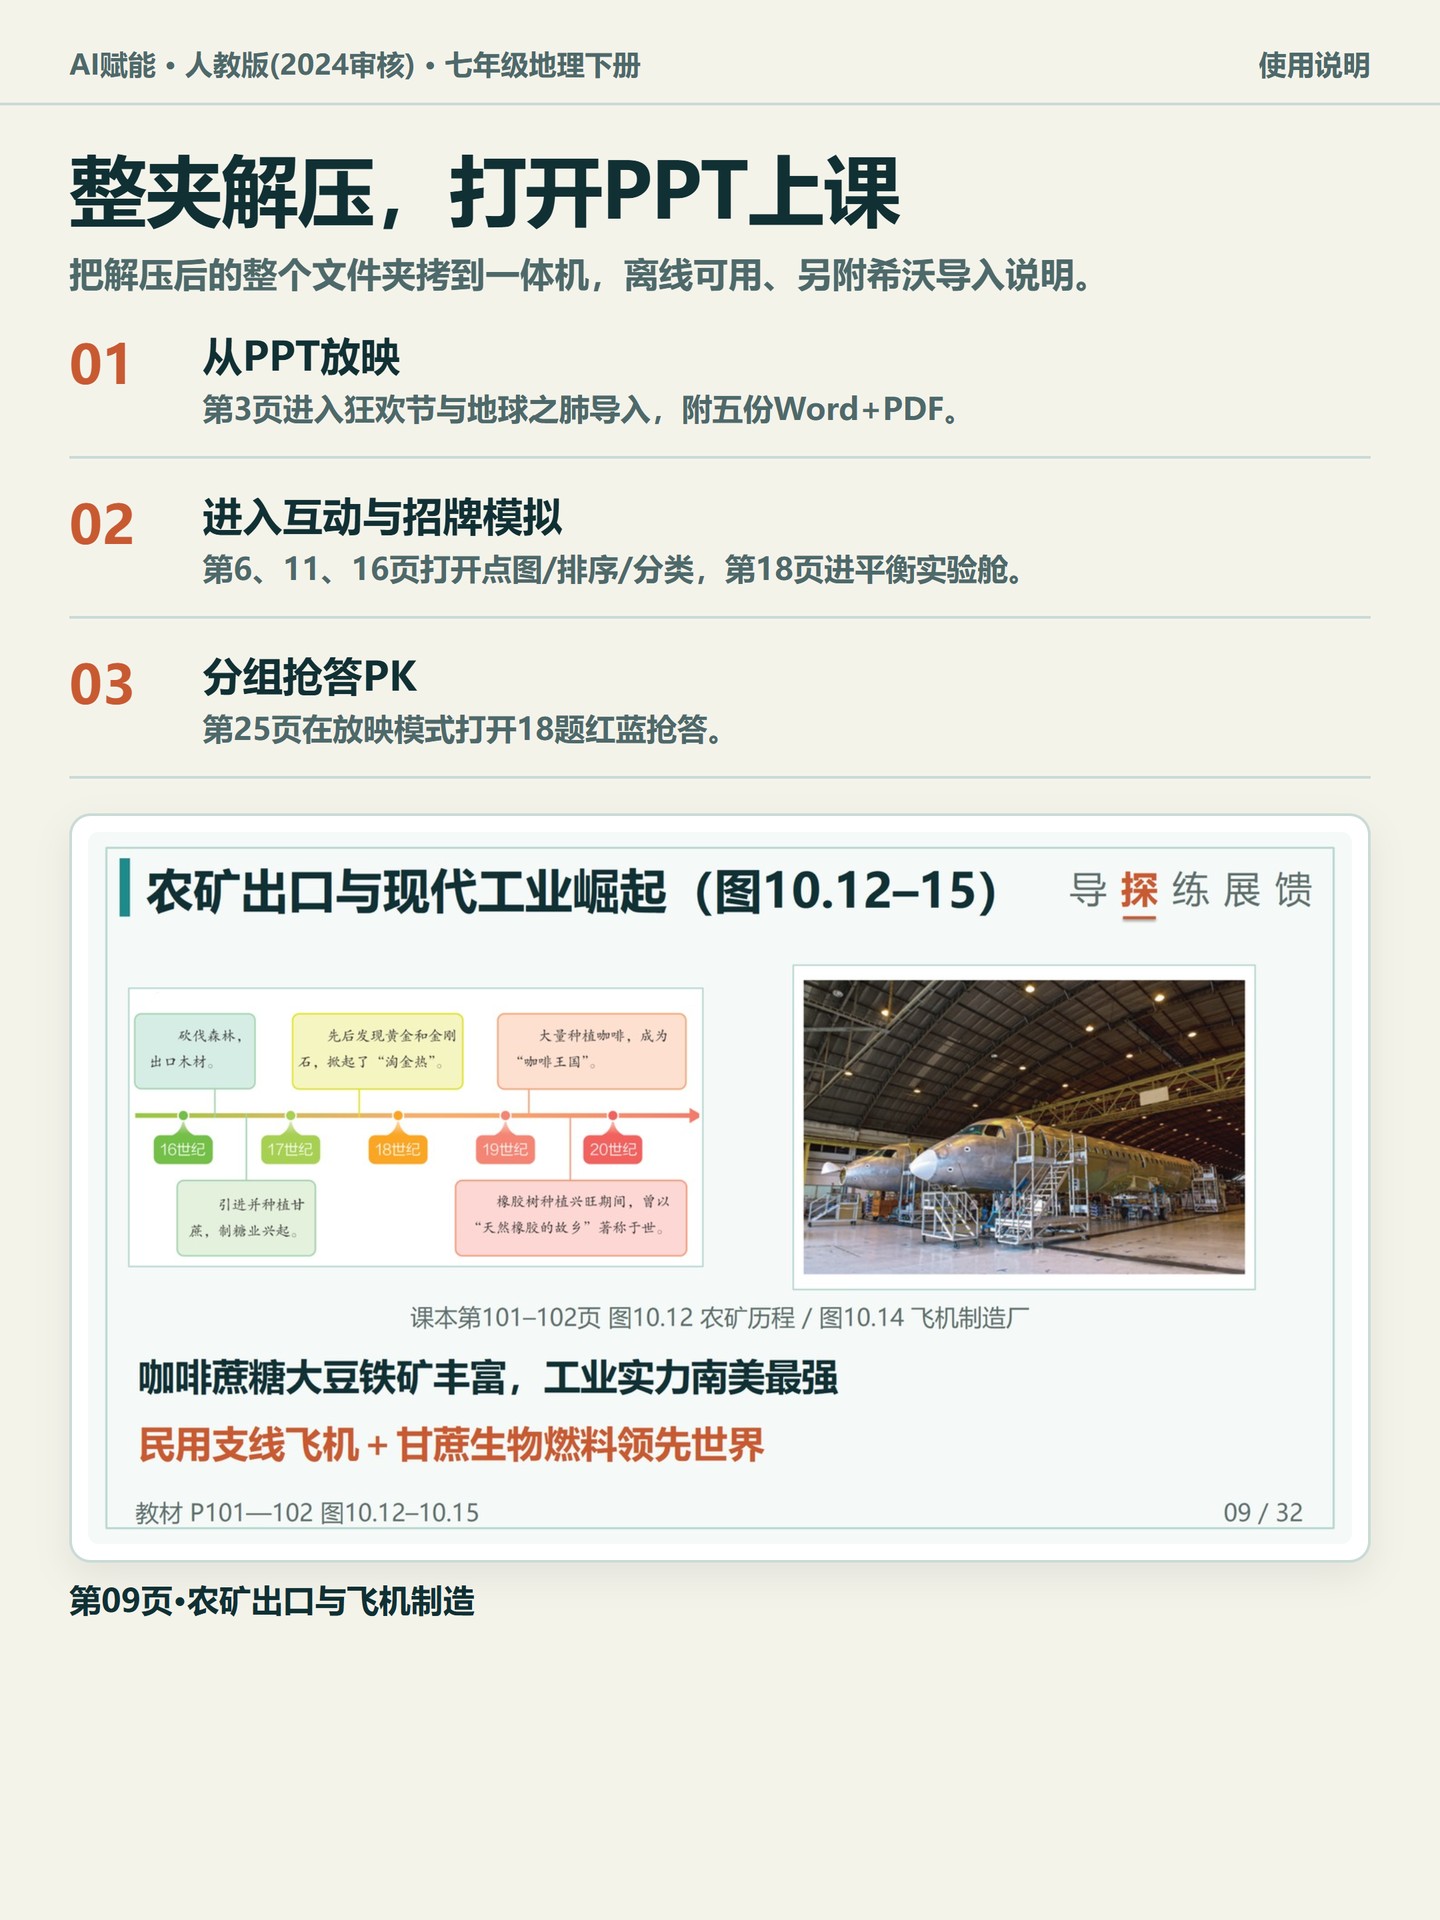 AI赋能 • 人教版(2024审核) • 七年级地理下册
使用说明
整夹解压，打开PPT上课
把解压后的整个文件夹拷到一体机，离线可用、另附希沃导入说明。
01
从PPT放映
第3页进入狂欢节与地球之肺导入，附五份Word+PDF。
02
进入互动与招牌模拟
第6、11、16页打开点图/排序/分类，第18页进平衡实验舱。
03
分组抢答PK
第25页在放映模式打开18题红蓝抢答。
农矿出口与现代工业崛起（图10.12–15）
导 探 练 展 馈
砍伐森林，
出口木材。
先后发现黄金和金刚
石，掀起了“淘金热”。
大量种植咖啡，成为
“咖啡王国”。
16世纪
17世纪
18世纪
19世纪
20世纪
引进并种植甘
蔗，制糖业兴起。
橡胶树种植兴旺期间，曾以
“天然橡胶的故乡”著称于世。
课本第101–102页 图10.12 农矿历程 / 图10.14 飞机制造厂
咖啡蔗糖大豆铁矿丰富，工业实力南美最强
民用支线飞机 + 甘蔗生物燃料领先世界
教材 P101—102 图10.12–10.15
09 / 32
第09页•农矿出口与飞机制造